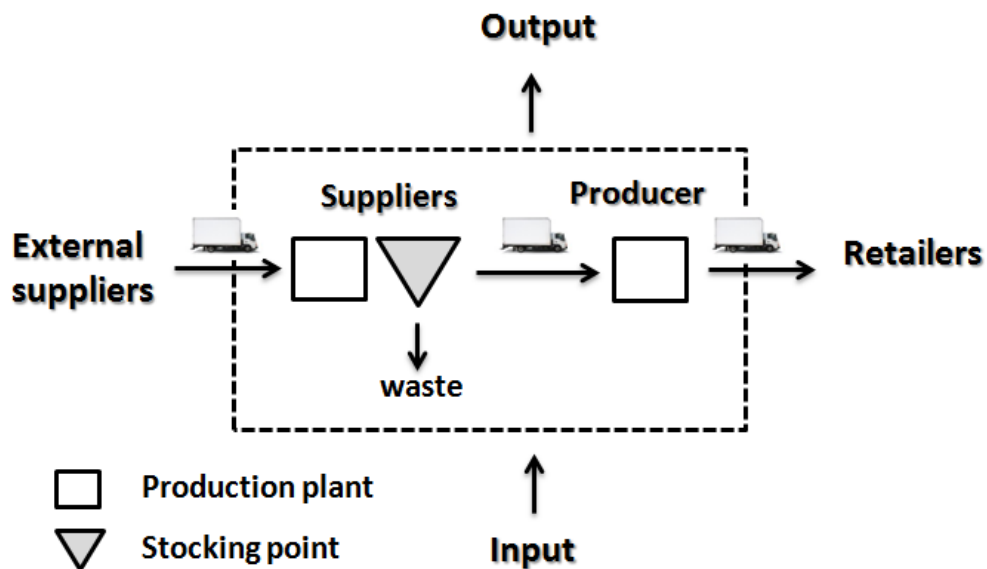 Output
Suppliers
Producer
External
suppliers
Retailers
waste
Production plant
Stocking point
Input